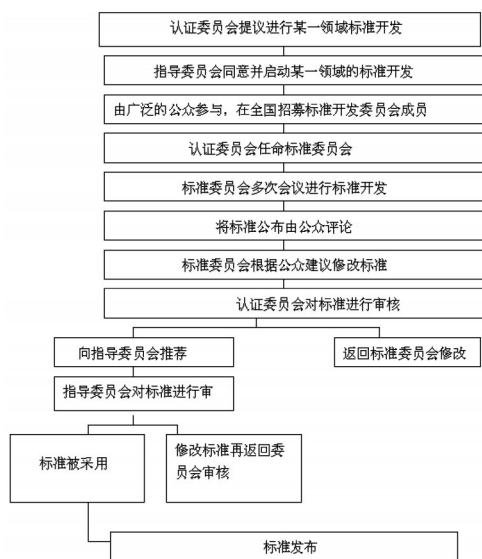 认证委员会提议进行某一领域标准开发
指导委员会同意并启动某一领域的标准开发
由广泛的公众参与，在全国招募标准开发委员会成员
认证委员会任命标准委员会
标准委员会多次会议进行标准开发
将标准公布由公众评论
标准委员会根据公众建议修改标准
认证委员会对标准进行审核
向指导委员会推荐
返回标准委员会修改
指导委员会对标准进行审
标准被采用
修改标准再返回委
员会审核
标准发布